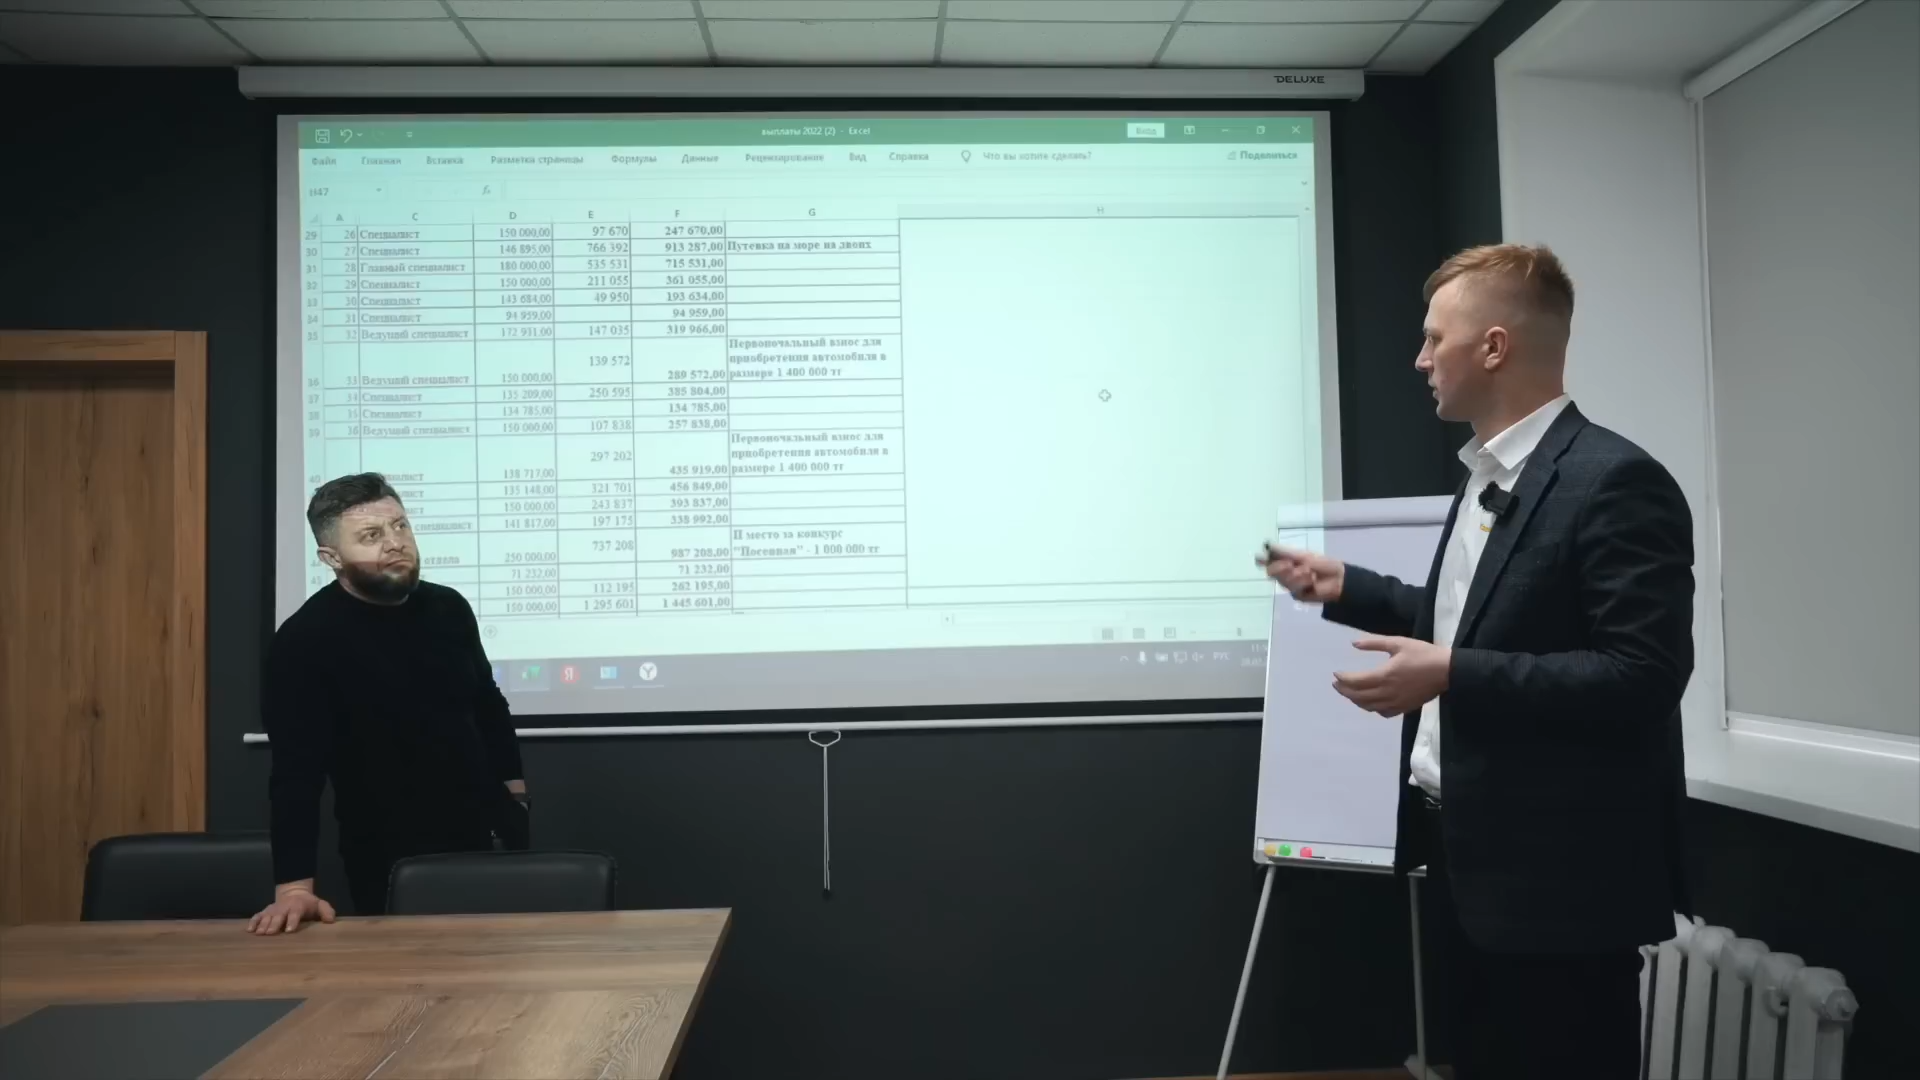 DELUXE
выплаты 2022 (2) - Excel
Вход
Файл Главная Вставка Разметка страницы Формулы Данные Рецензирование Вид Справка Что вы хотите сделать? Поделиться
fx
C D E F G H
29 26 Специалист 150 000,00 97 670 247 670,00
30 27 Специалист 146 895,00 766 392 913 287,00 Путевка на море на двоих
31 28 Главный специалист 180 000,00 535 531 715 531,00
32 29 Специалист 150 000,00 211 055 361 055,00
33 30 Специалист 143 684,00 49 950 193 634,00
34 31 Специалист 94 959,00 94 959,00
35 32 Ведущий специалист 172 931,00 147 035 319 966,00
Первоночальный взнос для
139 572 приобретения автомобиля в
36 33 Ведущий специалист 150 000,00 289 572,00 размере 1 400 000 тг
37 34 Специалист 135 209,00 250 595 385 804,00
38 35 Специалист 134 785,00 134 785,00
39 36 Ведущий специалист 150 000,00 107 838 257 838,00
Первоночальный взнос для
297 202 приобретения автомобиля в
40 138 717,00 435 919,00 размере 1 400 000 тг
135 148,00 321 701 456 849,00
150 000,00 243 837 393 837,00
специалист 141 817,00 197 175 338 992,00
737 208 II место за конкурс
отдела 250 000,00 987 208,00 "Посевная" - 1 000 000 тг
71 232,00 71 232,00
150 000,00 112 195 262 195,00
150 000,00 1 295 601 1 445 601,00
РУС